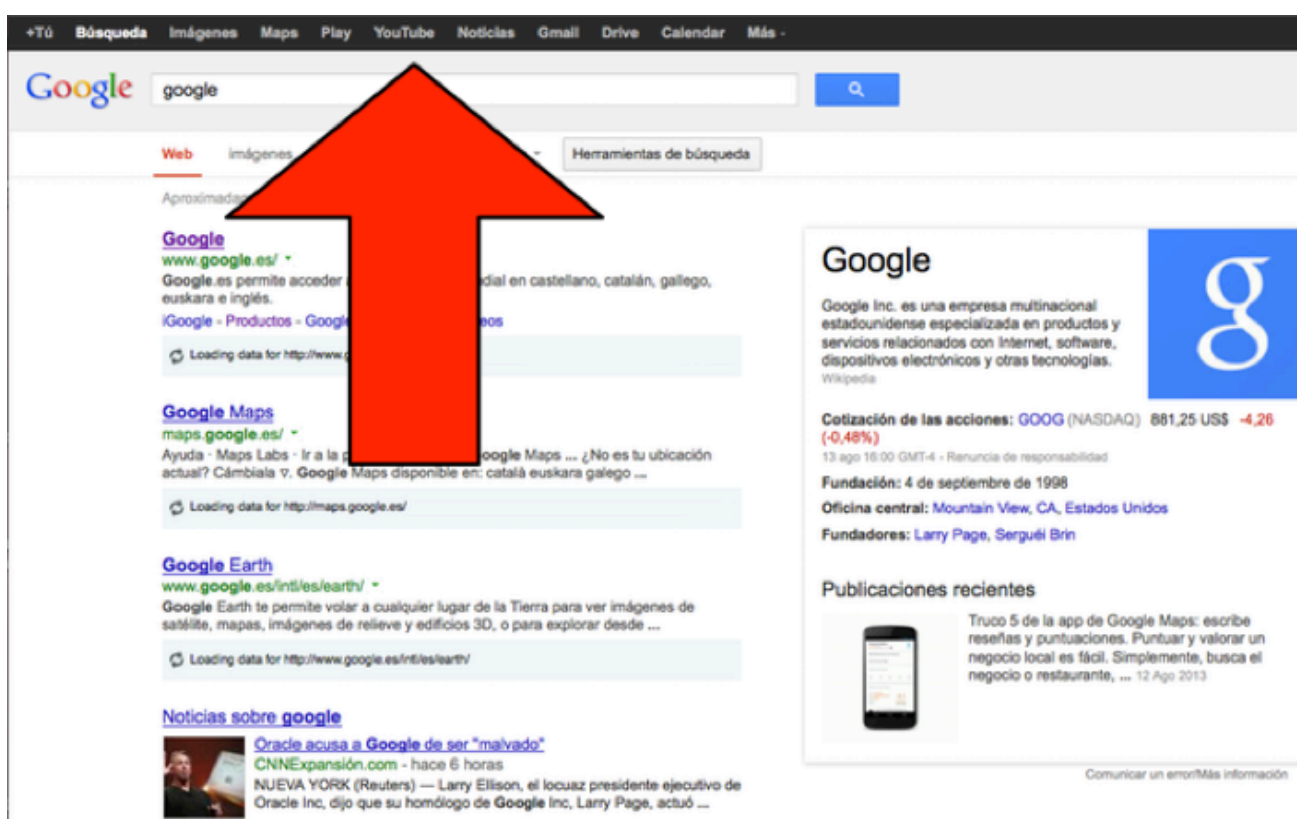 +Tú Búsqueda Imágenes Maps Play YouTube Noticias Gmail Drive Calendar Más
Google google
Web imágenes Herramientas de búsqueda
Google
www.google.es/
Google.es permite acceder dial en castellano, catalán, gallego,
euskara e inglés.
iGoogle - Productos - Google
Loading data for http://www.g
Google Maps
maps.google.es/
Ayuda - Maps Labs - Ir a la p Google Maps ... ¿No es tu ubicación
actual? Cámbiala ▿. Google Maps disponible en: català euskara galego ...
Loading data for http://maps.google.es/
Google Earth
www.google.es/intl/es/earth/
Google Earth te permite volar a cualquier lugar de la Tierra para ver imágenes de
satélite, mapas, imágenes de relieve y edificios 3D, o para explorar desde ...
Loading data for http://www.google.es/intl/es/earth/
Noticias sobre google
Oracle acusa a Google de ser "malvado"
CNNExpansión.com - hace 6 horas
NUEVA YORK (Reuters) — Larry Ellison, el locuaz presidente ejecutivo de
Oracle Inc, dijo que su homólogo de Google Inc, Larry Page, actuó ...
Google
g
Google Inc. es una empresa multinacional
estadounidense especializada en productos y
servicios relacionados con Internet, software,
dispositivos electrónicos y otras tecnologías.
Wikipedia
Cotización de las acciones: GOOG (NASDAQ) 881,25 US$ -4,26
(-0,48%)
13 ago 16:00 GMT-4 - Renuncia de responsabilidad
Fundación: 4 de septiembre de 1998
Oficina central: Mountain View, CA, Estados Unidos
Fundadores: Larry Page, Serguéi Brin
Publicaciones recientes
Truco 5 de la app de Google Maps: escribe
reseñas y puntuaciones. Puntuar y valorar un
negocio local es fácil. Simplemente, busca el
negocio o restaurante, ... 12 Ago 2013
Comunicar un error/Más información